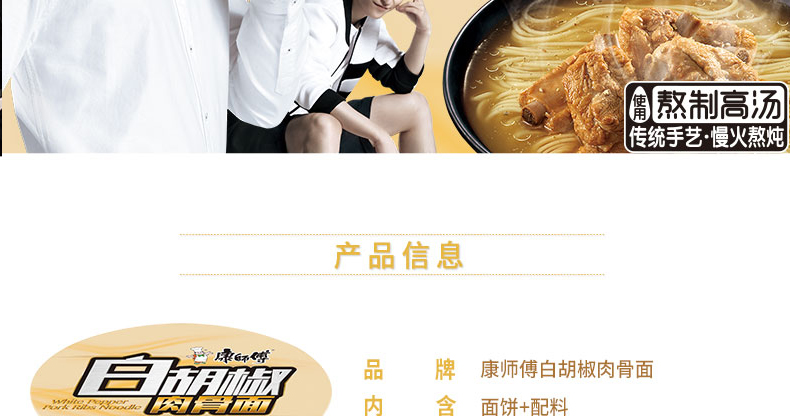 使用
熬制高汤
传统手艺·慢火熬炖
产品信息
康师傅
白胡椒
White Pepper
Pork Ribs Noodle
肉骨面
品 牌 康师傅白胡椒肉骨面
内 含 面饼+配料